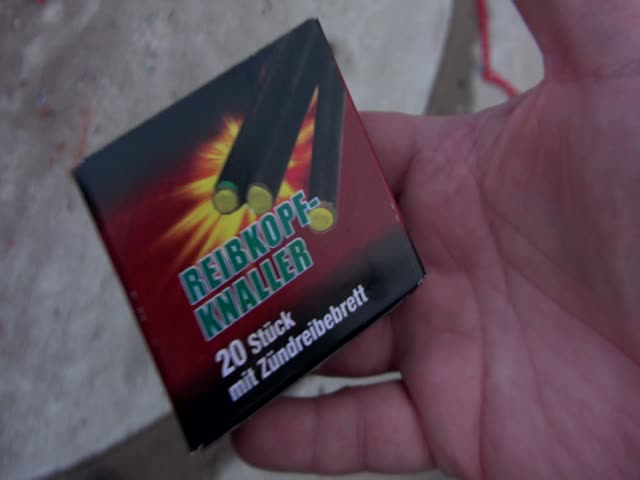 REIBKOPF-
KNALLER
20 Stück
mit Zündreibebrett